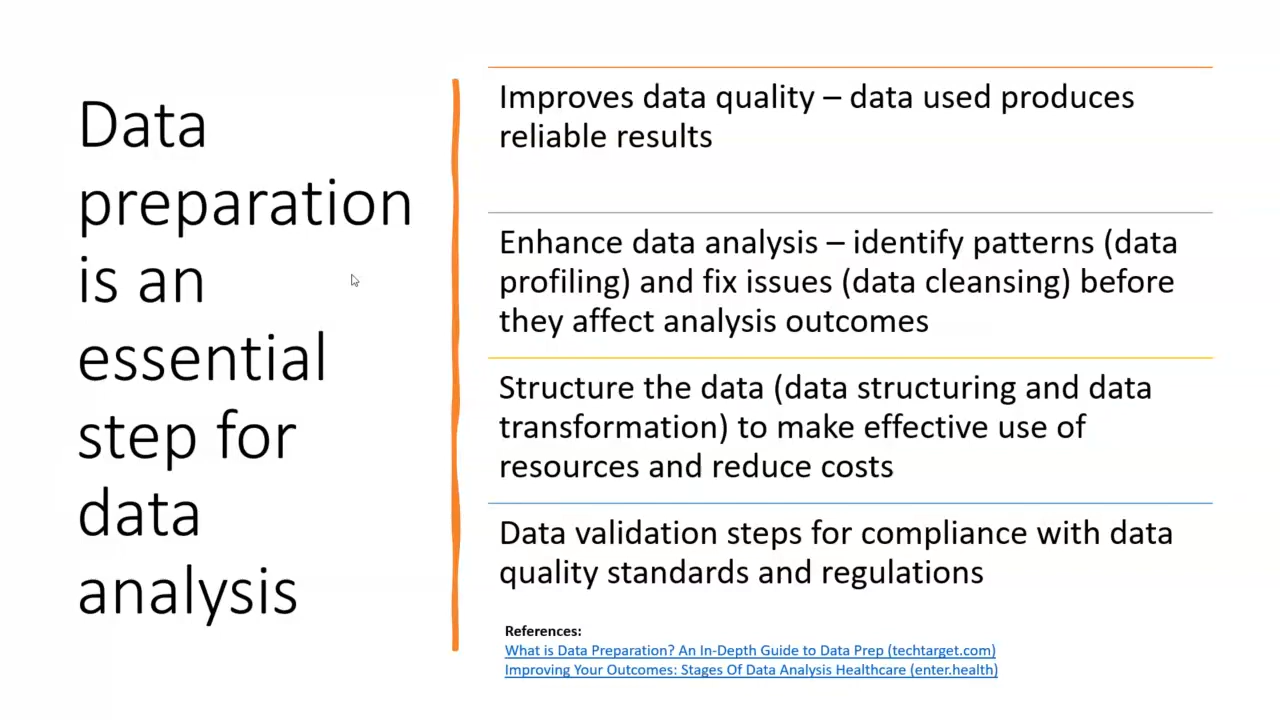 Data
preparation
is an
essential
step for
data
analysis
Improves data quality – data used produces
reliable results
Enhance data analysis – identify patterns (data
profiling) and fix issues (data cleansing) before
they affect analysis outcomes
Structure the data (data structuring and data
transformation) to make effective use of
resources and reduce costs
Data validation steps for compliance with data
quality standards and regulations
References:
What is Data Preparation? An In-Depth Guide to Data Prep (techtarget.com)
Improving Your Outcomes: Stages Of Data Analysis Healthcare (enter.health)